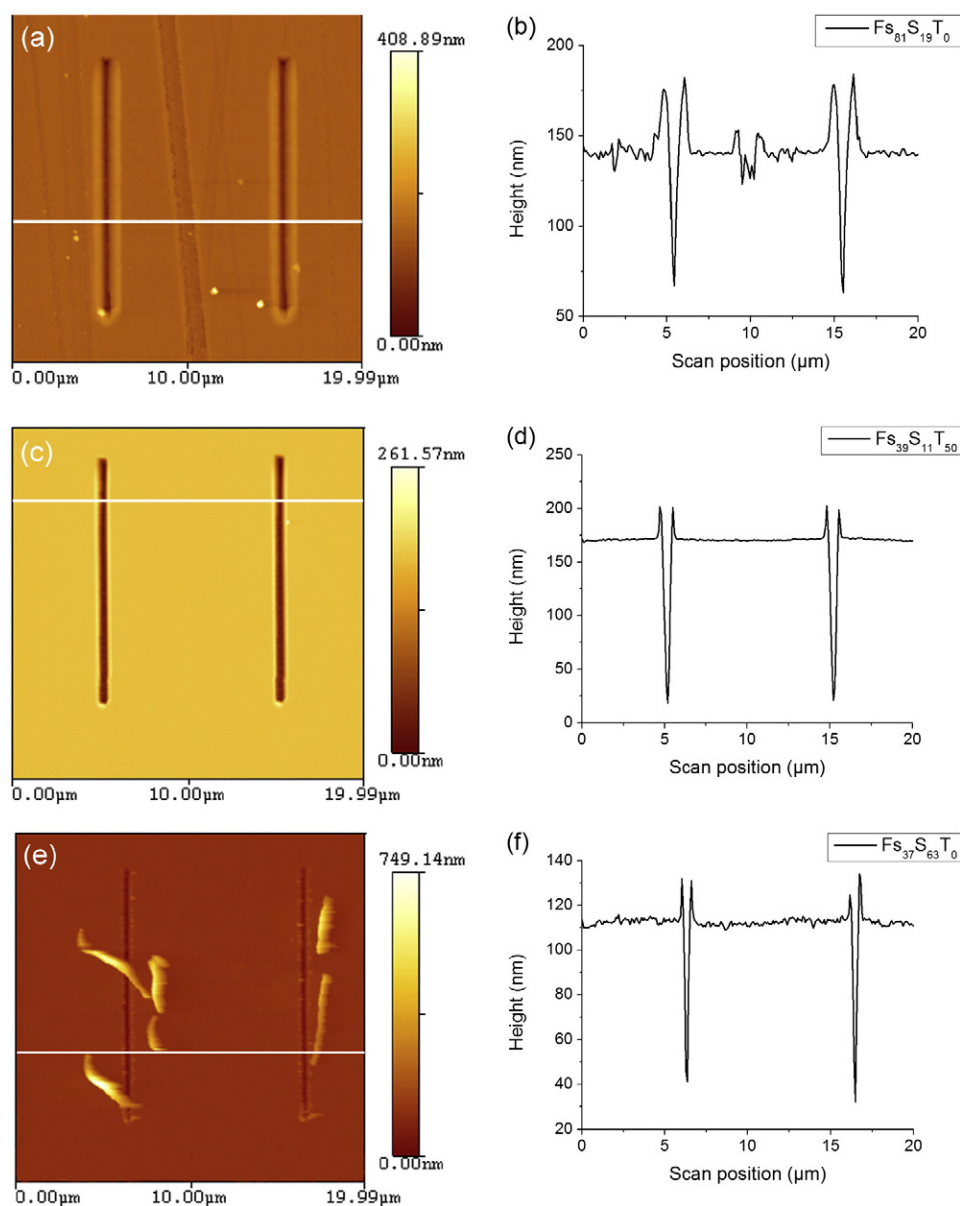 (a)
408.89nm
0.00nm
0.00µm 10.00µm 19.99µm
(b)
Fs81S19T0
200
150
100
50
Height (nm)
0 5 10 15 20
Scan position (µm)
(c)
261.57nm
0.00nm
0.00µm 10.00µm 19.99µm
(d)
Fs39S11T50
250
200
150
100
50
0
Height (nm)
0 5 10 15 20
Scan position (µm)
(e)
749.14nm
0.00nm
0.00µm 10.00µm 19.99µm
(f)
Fs37S63T0
140
120
100
80
60
40
20
Height (nm)
0 5 10 15 20
Scan position (µm)